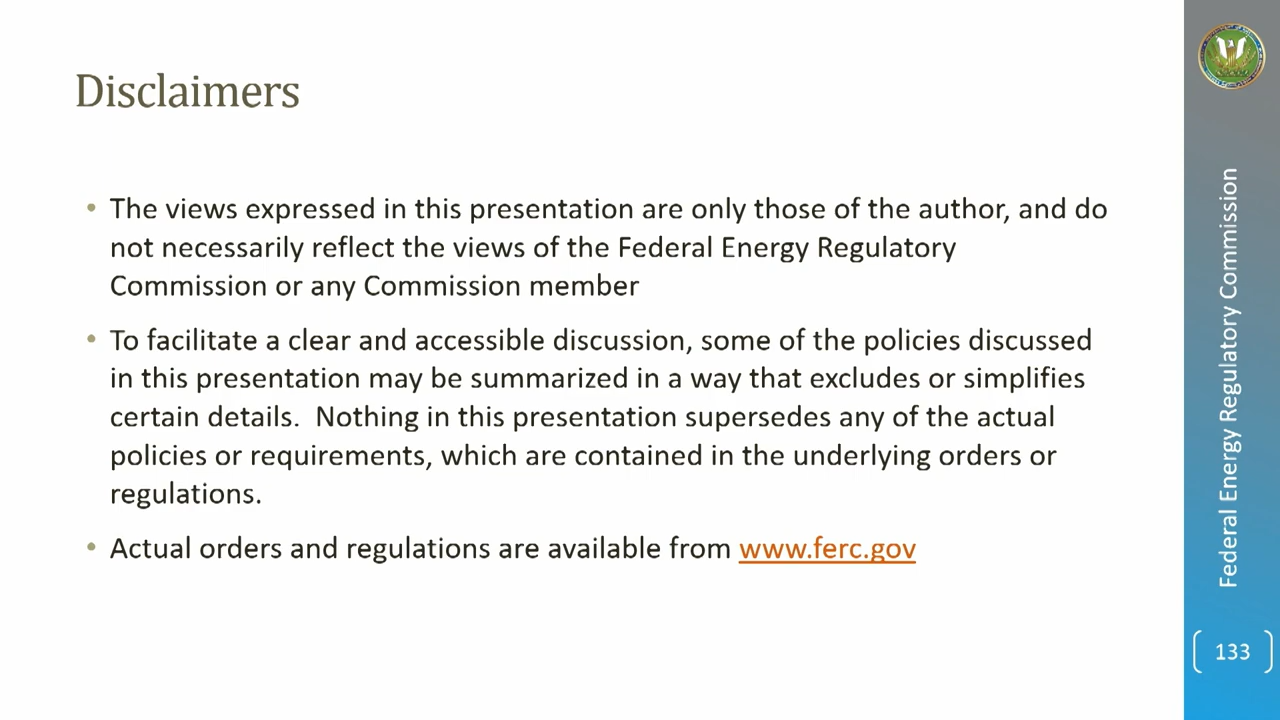 Disclaimers
• The views expressed in this presentation are only those of the author, and do
not necessarily reflect the views of the Federal Energy Regulatory
Commission or any Commission member
• To facilitate a clear and accessible discussion, some of the policies discussed
in this presentation may be summarized in a way that excludes or simplifies
certain details.  Nothing in this presentation supersedes any of the actual
policies or requirements, which are contained in the underlying orders or
regulations.
• Actual orders and regulations are available from www.ferc.gov
Federal Energy Regulatory Commission
133